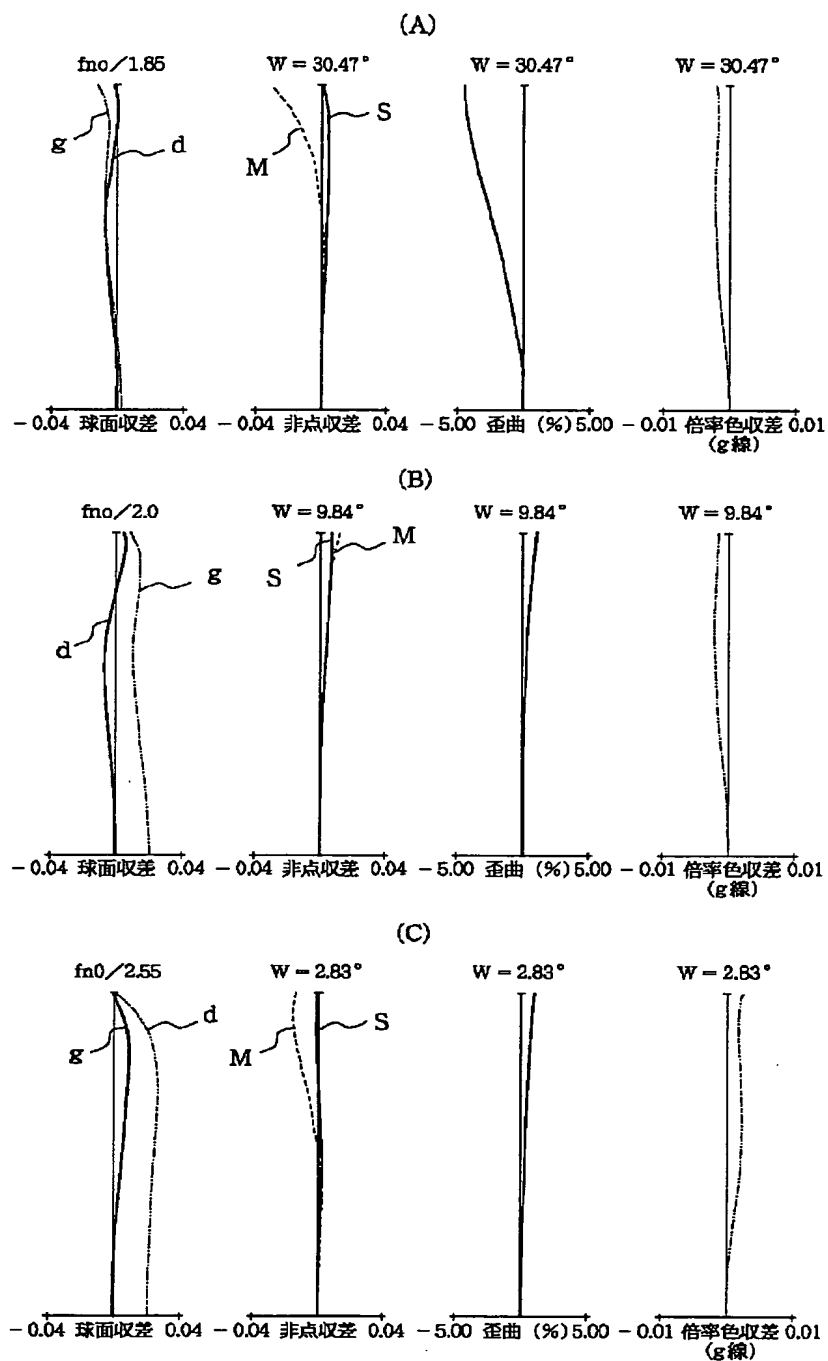 (A)
fno/1.85 W = 30.47° W = 30.47° W = 30.47°
g d M S
-0.04 球面収差 0.04 -0.04 非点収差 0.04 -5.00 歪曲 (%) 5.00 -0.01 倍率色収差 0.01
(g線)
(B)
fno/2.0 W = 9.84° W = 9.84° W = 9.84°
d g S M
-0.04 球面収差 0.04 -0.04 非点収差 0.04 -5.00 歪曲 (%) 5.00 -0.01 倍率色収差 0.01
(g線)
(C)
fn0/2.55 W = 2.83° W = 2.83° W = 2.83°
g d M S
-0.04 球面収差 0.04 -0.04 非点収差 0.04 -5.00 歪曲 (%) 5.00 -0.01 倍率色収差 0.01
(g線)